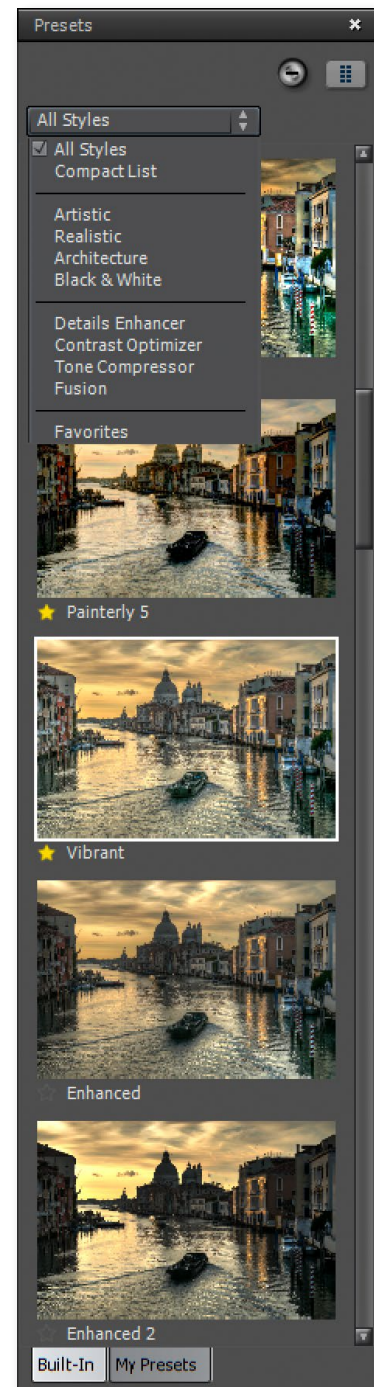 Presets
All Styles
All Styles
Compact List
Artistic
Realistic
Architecture
Black & White
Details Enhancer
Contrast Optimizer
Tone Compressor
Fusion
Favorites
Painterly 5
Vibrant
Enhanced
Enhanced 2
Built-In My Presets